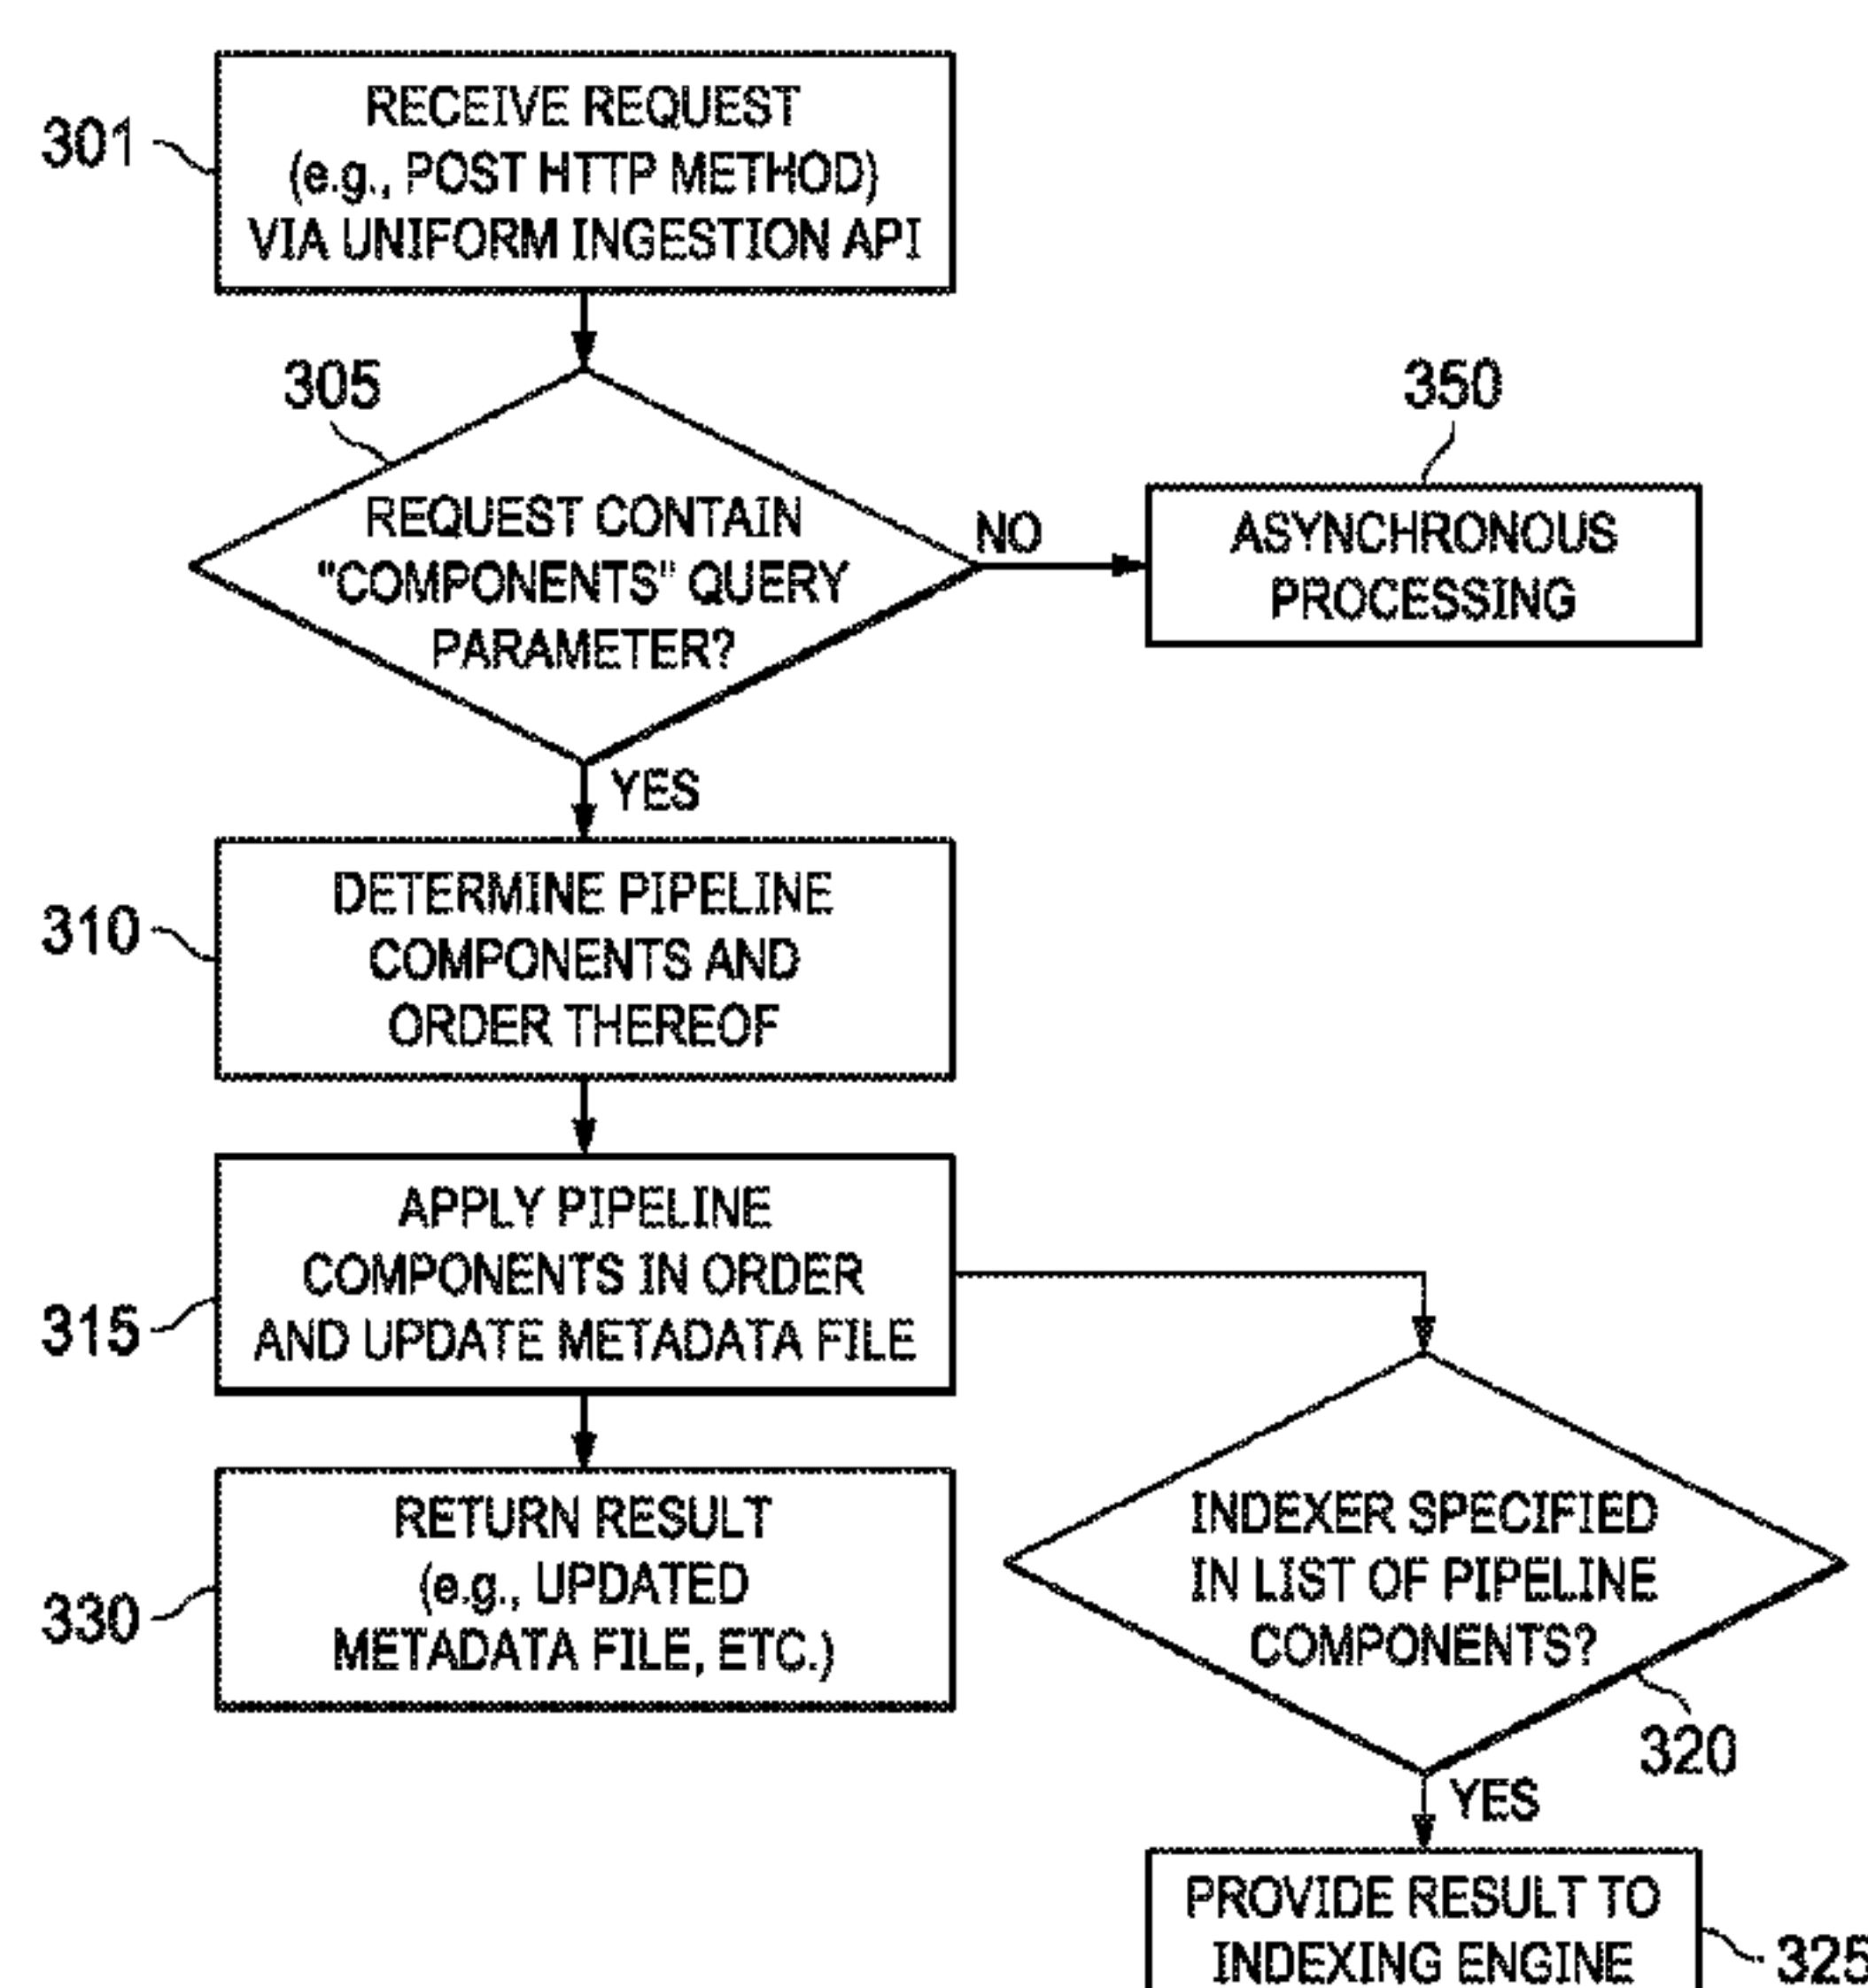 301
RECEIVE REQUEST
(e.g., POST HTTP METHOD)
VIA UNIFORM INGESTION API
305
REQUEST CONTAIN
"COMPONENTS" QUERY
PARAMETER?
NO
350
ASYNCHRONOUS
PROCESSING
YES
310
DETERMINE PIPELINE
COMPONENTS AND
ORDER THEREOF
315
APPLY PIPELINE
COMPONENTS IN ORDER
AND UPDATE METADATA FILE
330
RETURN RESULT
(e.g., UPDATED
METADATA FILE, ETC.)
INDEXER SPECIFIED
IN LIST OF PIPELINE
COMPONENTS?
320
YES
PROVIDE RESULT TO
INDEXING ENGINE
325